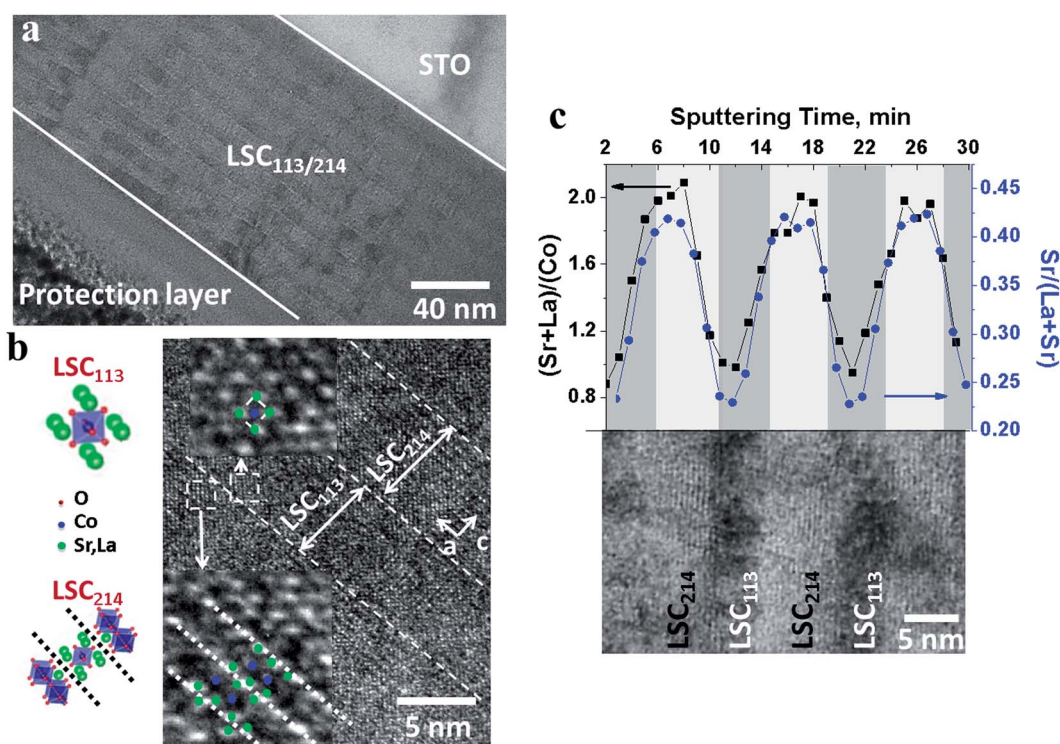 a
STO
LSC113/214
Protection layer
40 nm
b
LSC113
O
Co
Sr,La
LSC214
LSC113
LSC214
a
c
5 nm
c
Sputtering Time, min
2 6 10 14 18 22 26 30
(Sr+La)/(Co)
2.0
1.6
1.2
0.8
Sr/(La+Sr)
0.45
0.40
0.35
0.30
0.25
0.20
LSC214
LSC113
LSC214
LSC113
5 nm